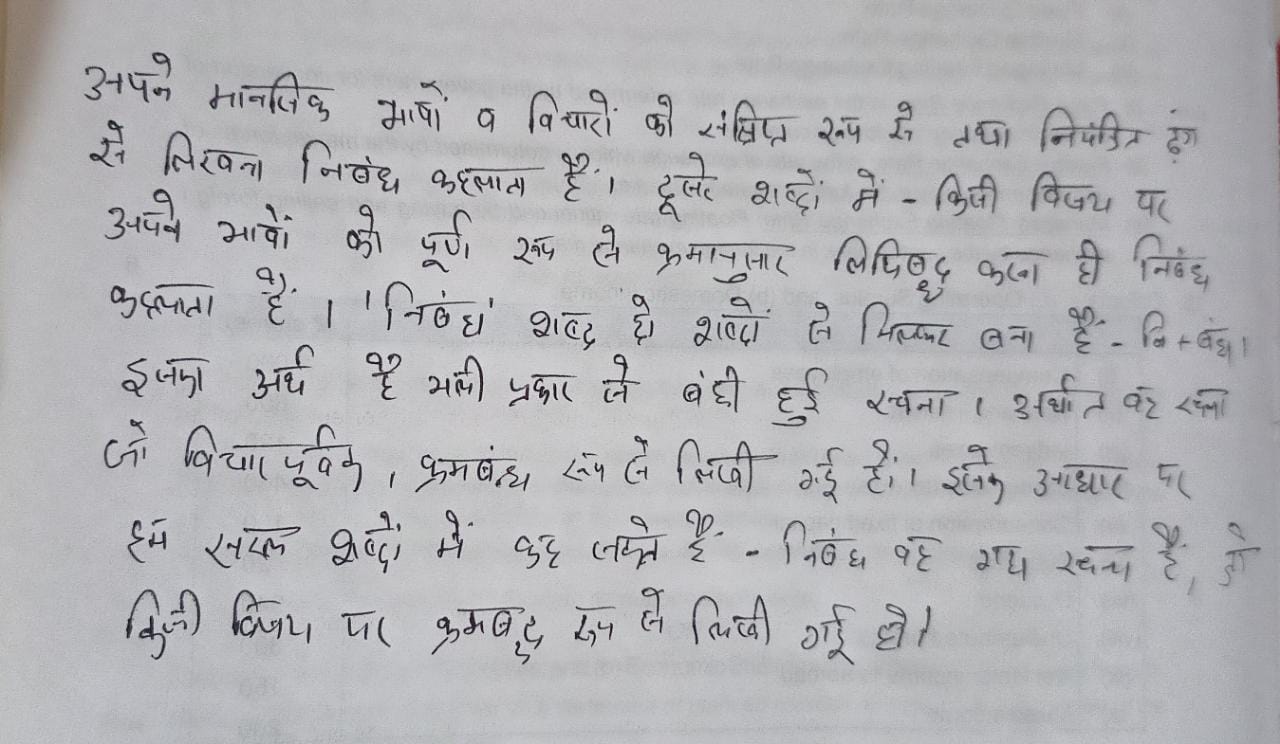 अपने मानसिक भावों व विचारों को संक्षिप्त रूप से तथा नियंत्रित ढ़ंग
से लिखना निबंध कहलाता हैं। दूसरे शब्दों में - किसी विषय पर
अपने भावों को पूर्ण रूप से क्रमानुसार लिपिबद्ध करना ही निबंध
कहलाता हैं। 'निबंध' शब्द दो शब्दों से मिलकर बना हैं - नि + बंध।
इसका अर्थ हैं भली प्रकार से बंधी हुई रचना। अर्थात वह रचना
जो विचारपूर्वक, क्रमबंध्ध रूप से लिखी गई हैं। इसके आधार पर
हम सरल शब्दों में कह सकते हैं - निबंध वह गद्य रचना हैं, जो
किसी विषय पर क्रमबद्ध रूप से लिखी गई हो।